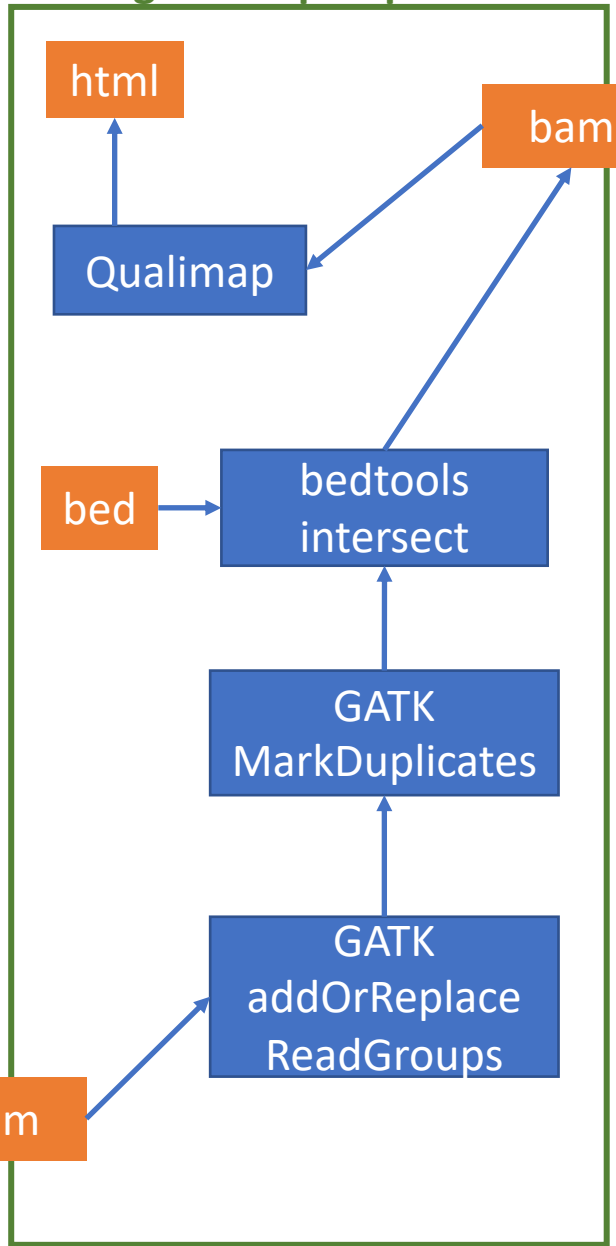 html
bam
Qualimap
bedtools
intersect
bed
GATK
MarkDuplicates
GATK
addOrReplace
ReadGroups
m